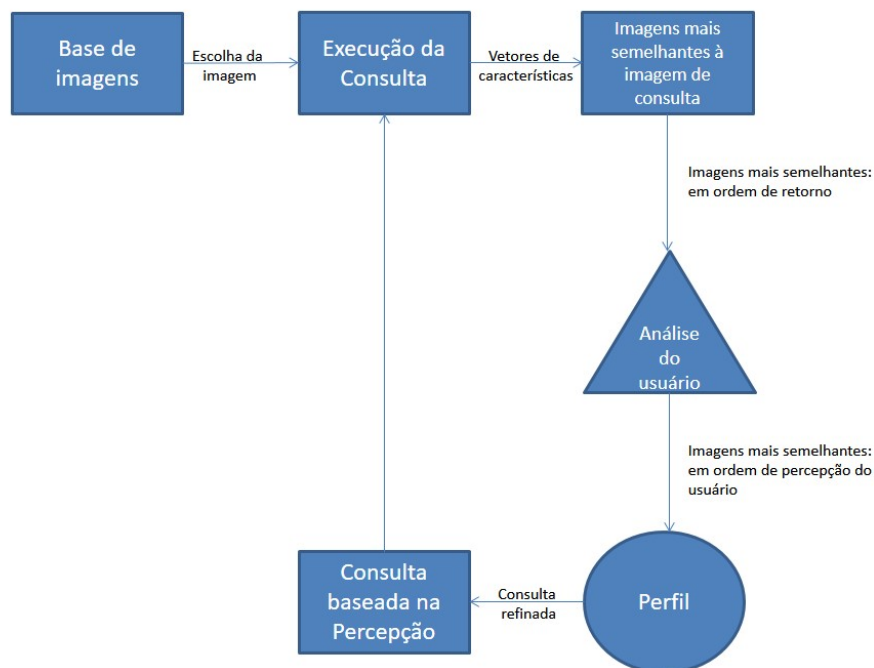 Base de
imagens
Escolha da
imagem
Execução da
Consulta
Vetores de
características
Imagens mais
semelhantes à
imagem de
consulta
Imagens mais semelhantes:
em ordem de retorno
Análise
do
usuário
Imagens mais semelhantes:
em ordem de percepção do
usuário
Perfil
Consulta
refinada
Consulta
baseada na
Percepção